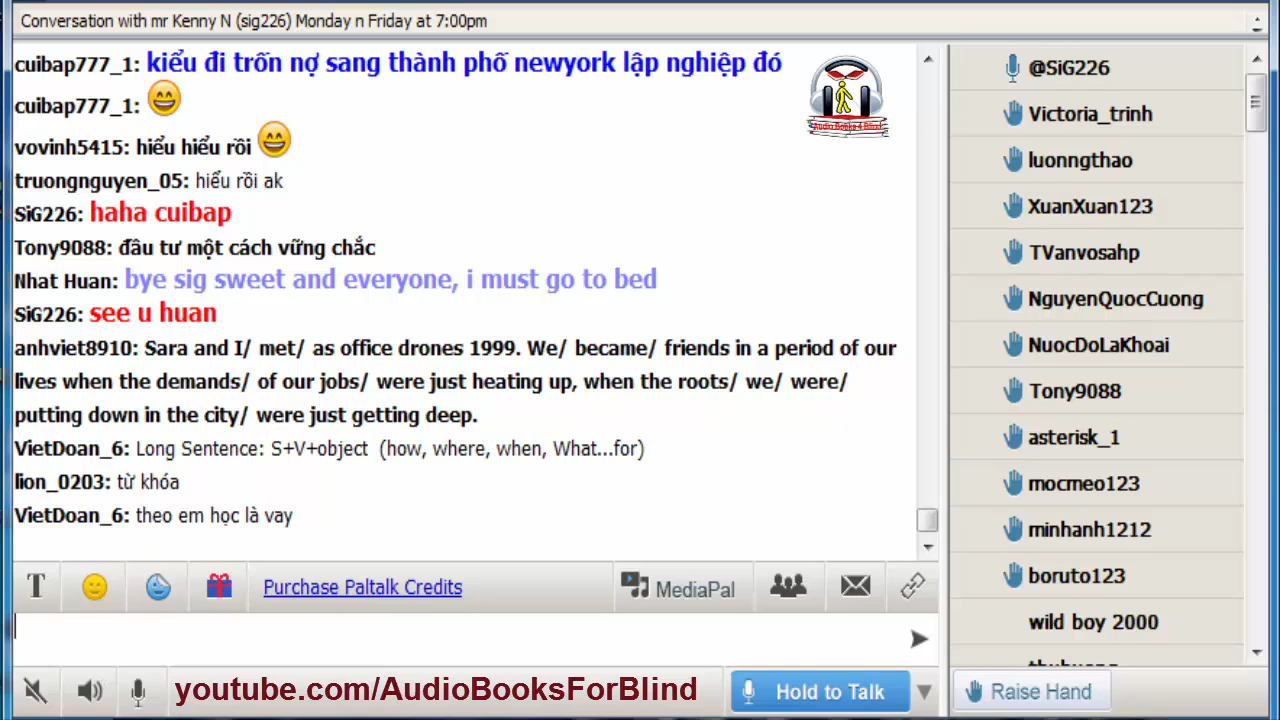 Conversation with mr Kenny N (sig226) Monday n Friday at 7:00pm
cuibap777_1: kiểu đi trốn nợ sang thành phố newyork lập nghiệp đó
cuibap777_1:
vovinh5415: hiểu hiểu rồi
truongnguyen_05: hiểu rồi ak
SiG226: haha cuibap
Tony9088: đầu tư một cách vững chắc
Nhat Huan: bye sig sweet and everyone, i must go to bed
SiG226: see u huan
anhviet8910: Sara and I/ met/ as office drones 1999. We/ became/ friends in a period of our
lives when the demands/ of our jobs/ were just heating up, when the roots/ we/ were/
putting down in the city/ were just getting deep.
VietDoan_6: Long Sentence: S+V+object (how, where, when, What...for)
lion_0203: từ khóa
VietDoan_6: theo em học là vay
Audio Books 4 Blind
@SiG226
Victoria_trinh
luonngthao
XuanXuan123
TVanvosahp
NguyenQuocCuong
NuocDoLaKhoai
Tony9088
asterisk_1
mocmeo123
minhanh1212
boruto123
wild boy 2000
T
Purchase Paltalk Credits
MediaPal
youtube.com/AudioBooksForBlind
Hold to Talk
Raise Hand